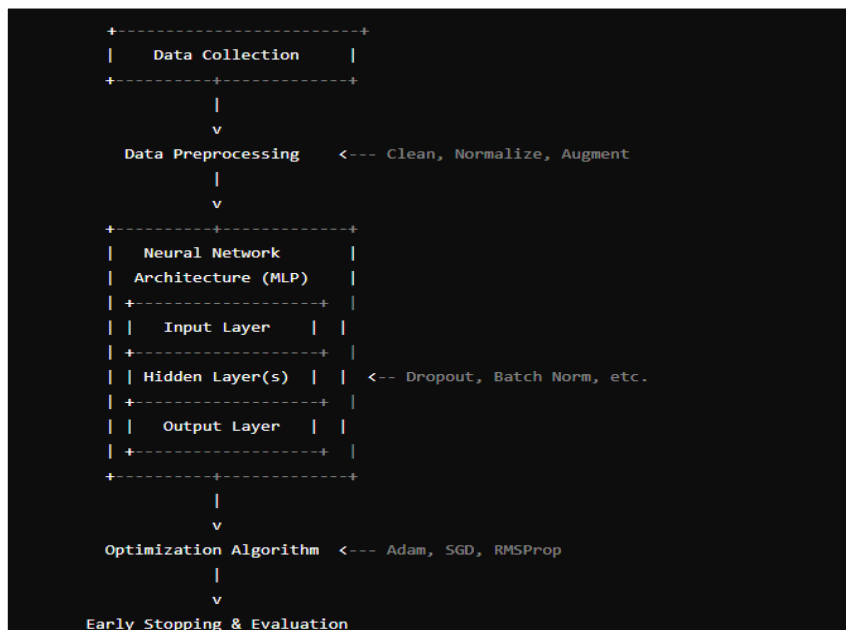 Data Collection
Data Preprocessing <--- Clean, Normalize, Augment
Neural Network
Architecture (MLP)
Input Layer
Hidden Layer(s) <-- Dropout, Batch Norm, etc.
Output Layer
Optimization Algorithm <--- Adam, SGD, RMSProp
Early Stopping & Evaluation